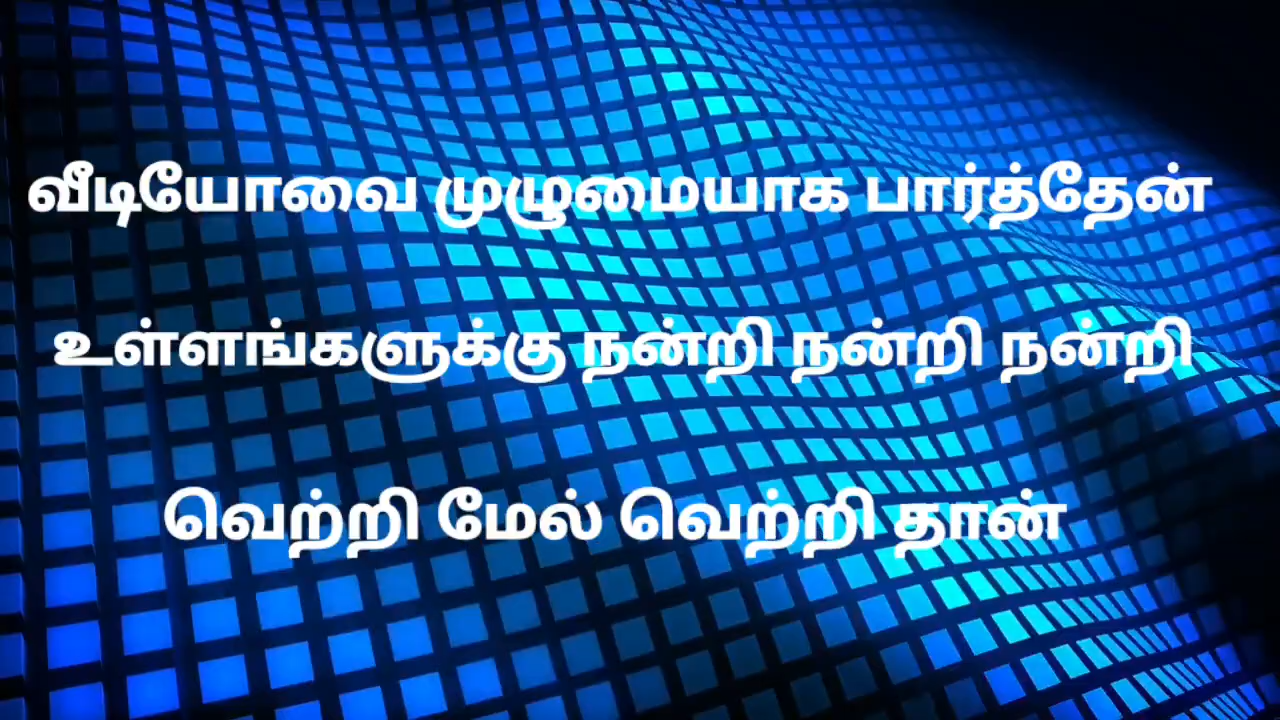 வீடியோவை முழுமையாக பார்த்தேன்
உள்ளங்களுக்கு நன்றி நன்றி நன்றி
வெற்றி மேல் வெற்றி தான்